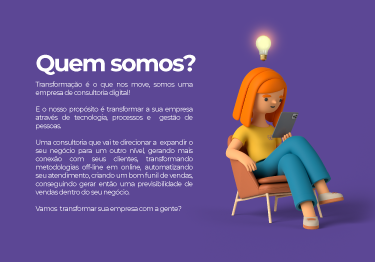 Quem somos?
Transformação é o que nos move, somos uma
empresa de consultoria digital!
E o nosso propósito é transformar a sua empresa
através de tecnologia, processos e gestão de
pessoas.
Uma consultoria que vai te direcionar a expandir o
seu negócio para um outro nível, gerando mais
conexão com seus clientes, transformando
metodologias off-line em online, automatizando
seu atendimento, criando um bom funil de vendas,
conseguindo gerar então uma previsibilidade de
vendas dentro do seu negócio.
Vamos transformar sua empresa com a gente?